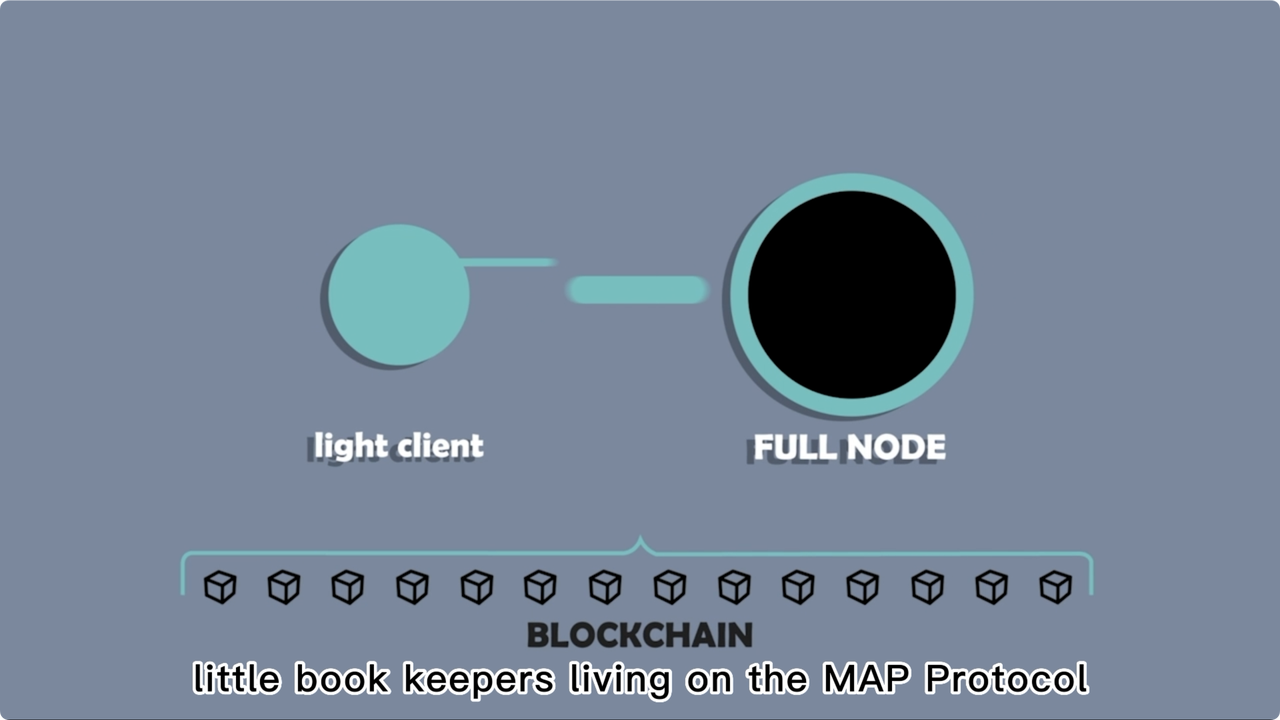 light client
FULL NODE
BLOCKCHAIN
little book keepers living on the MAP Protocol